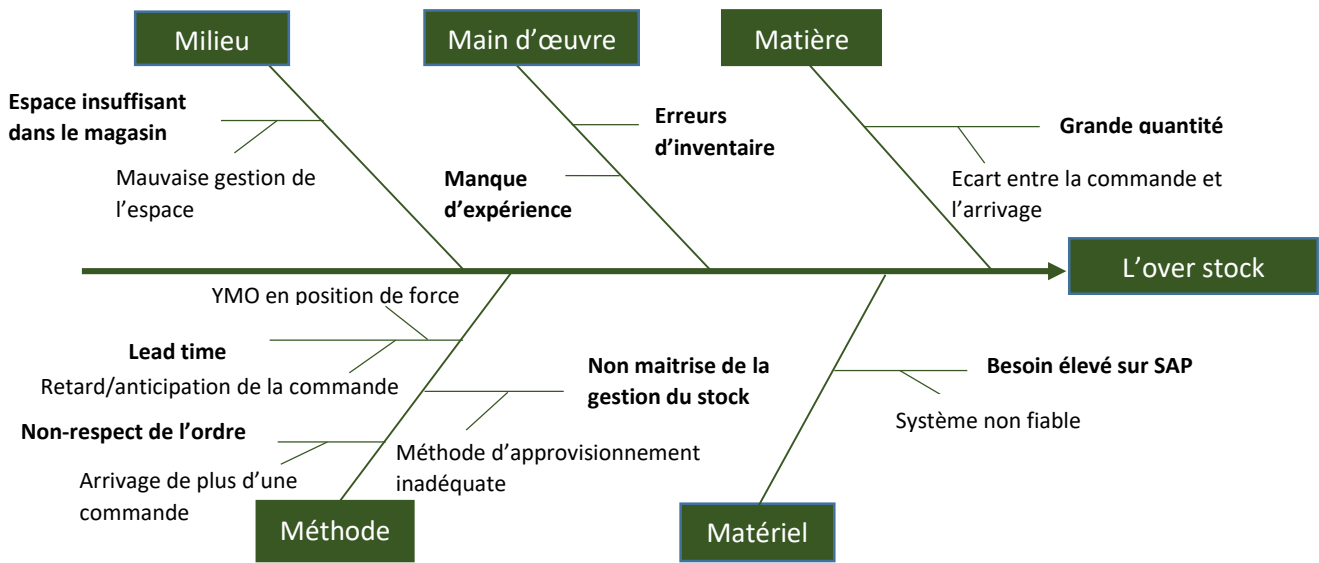 Milieu
Main d’œuvre
Matière
Espace insuffisant
dans le magasin
Mauvaise gestion de
l’espace
Erreurs
d’inventaire
Manque
d’expérience
Grande quantité
Ecart entre la commande et
l’arrivage
L’over stock
YMO en position de force
Lead time
Retard/anticipation de la commande
Non-respect de l’ordre
Arrivage de plus d’une
commande
Non maitrise de la
gestion du stock
Méthode d’approvisionnement
inadéquate
Besoin élevé sur SAP
Système non fiable
Méthode
Matériel